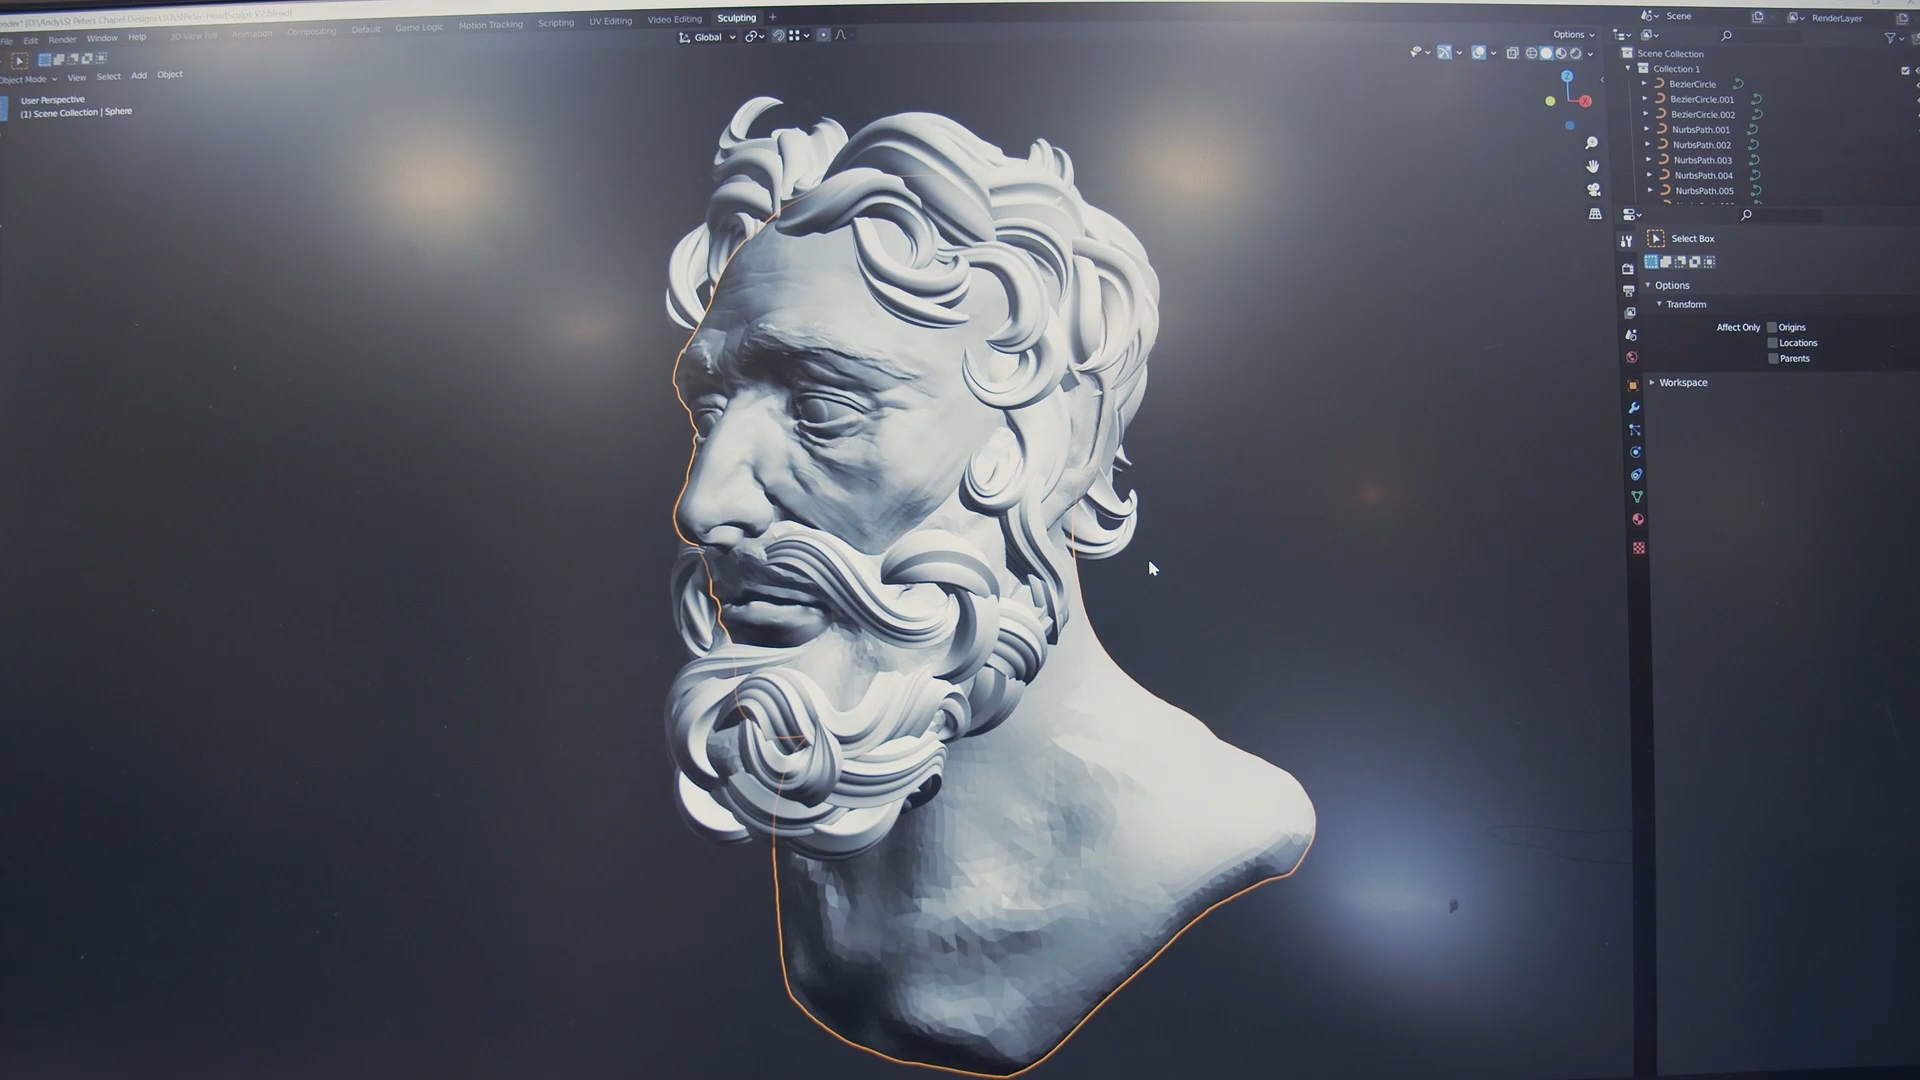 File Edit Render Window Help 3D View Full Animation Compositing Default Game Logic Motion Tracking Scripting UV Editing Video Editing Sculpting +
Scene
RenderLayer
Global
Options
Object Mode View Select Add Object
User Perspective
(1) Scene Collection | Sphere
Z
X
Scene Collection
Collection 1
BezierCircle
BezierCircle.001
BezierCircle.002
NurbsPath.001
NurbsPath.002
NurbsPath.003
NurbsPath.004
NurbsPath.005
Select Box
Options
Transform
Affect Only Origins
Locations
Parents
Workspace